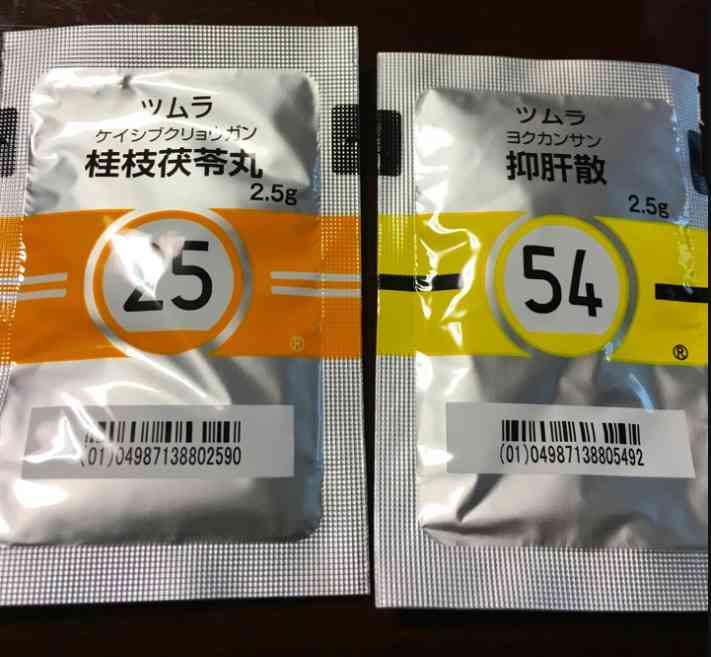 ツムラ
ケイシブクリョウガン
桂枝茯苓丸
2.5g
25
®
(01)04987138802590
ツムラ
ヨクカンサン
抑肝散
2.5g
54
®
(01)04987138805492